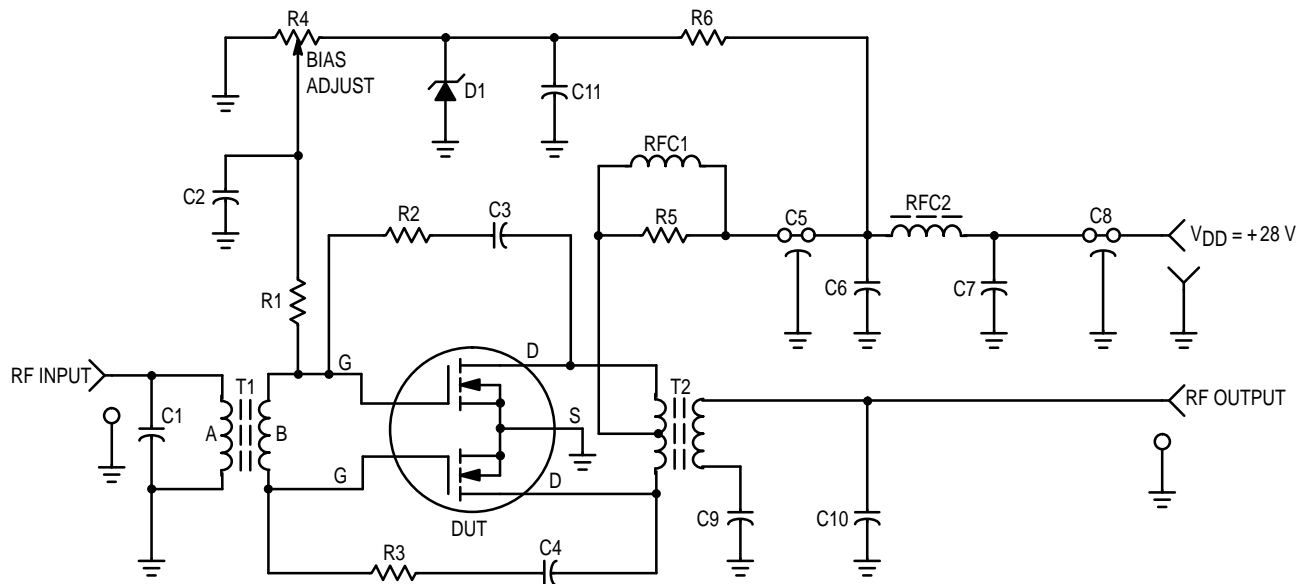 R4
R6
BIAS
ADJUST
D1
C11
RFC1
C2
R2
C3
R5
C5
RFC2
C8
VDD = +28 V
R1
C6
C7
RF INPUT
T1
G
D
T2
RF OUTPUT
C1
A
B
S
G
D
DUT
C9
C10
R3
C4